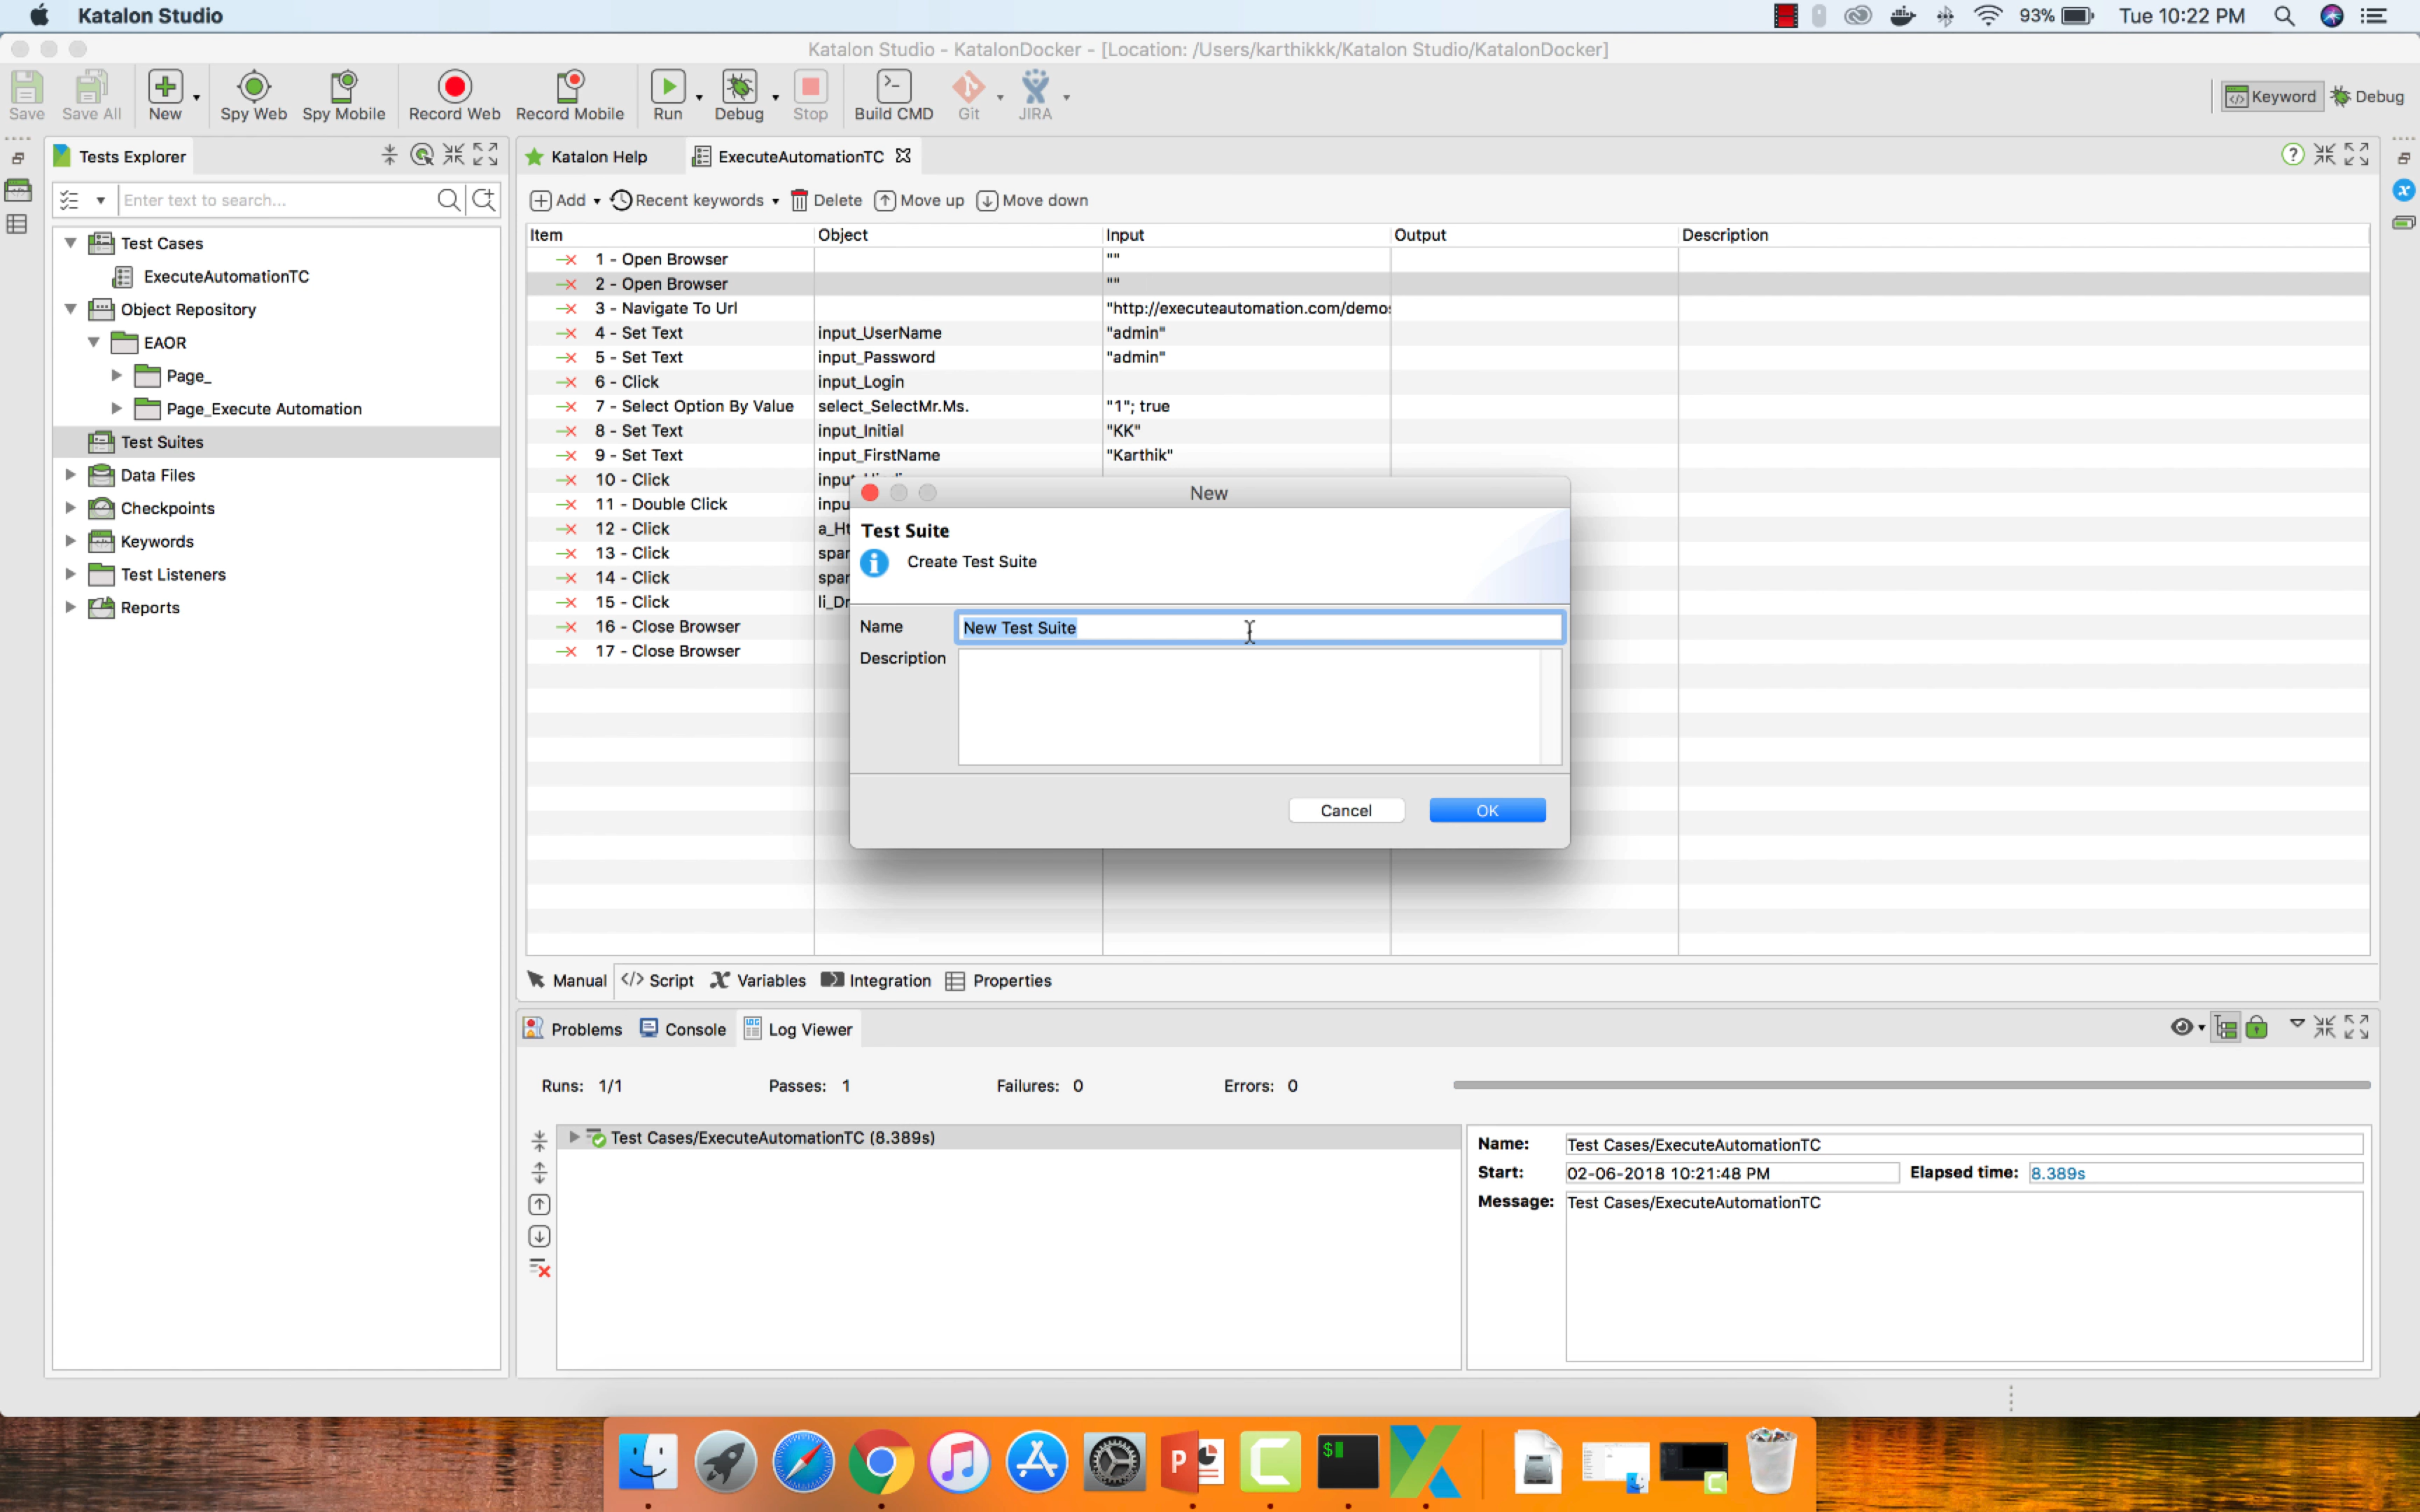 Katalon Studio
93%
Tue 10:22 PM
Katalon Studio - KatalonDocker - [Location: /Users/karthikkk/Katalon Studio/KatalonDocker]
Save
Save All
New
Spy Web
Spy Mobile
Record Web
Record Mobile
Run
Debug
Stop
Build CMD
Git
JIRA
Keyword
Debug
Tests Explorer
Enter text to search...
Test Cases
ExecuteAutomationTC
Object Repository
EAOR
Page_
Page_Execute Automation
Test Suites
Data Files
Checkpoints
Keywords
Test Listeners
Reports
Katalon Help
ExecuteAutomationTC
Add
Recent keywords
Delete
Move up
Move down
Item Object Input Output Description
1 - Open Browser ""
2 - Open Browser ""
3 - Navigate To Url "http://executeautomation.com/demo
4 - Set Text input_UserName "admin"
5 - Set Text input_Password "admin"
6 - Click input_Login
7 - Select Option By Value select_SelectMr.Ms. "1"; true
8 - Set Text input_Initial "KK"
9 - Set Text input_FirstName "Karthik"
10 - Click
11 - Double Click inpu
12 - Click a_Ht
13 - Click spar
14 - Click spar
15 - Click li_Dr
16 - Close Browser
17 - Close Browser
New
Test Suite
Create Test Suite
Name New Test Suite
Description
Cancel
OK
Manual
</> Script
Variables
Integration
Properties
Problems
Console
Log Viewer
Runs: 1/1 Passes: 1 Failures: 0 Errors: 0
Test Cases/ExecuteAutomationTC (8.389s)
Name: Test Cases/ExecuteAutomationTC
Start: 02-06-2018 10:21:48 PM Elapsed time: 8.389s
Message: Test Cases/ExecuteAutomationTC